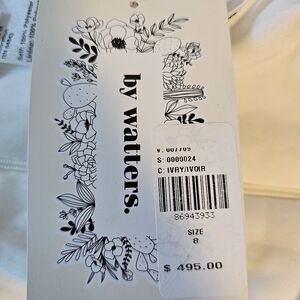 by watters.
V: 007709
S: 0000024
C: IVRY/IVOIR
86943933
SIZE
8
$ 495.00